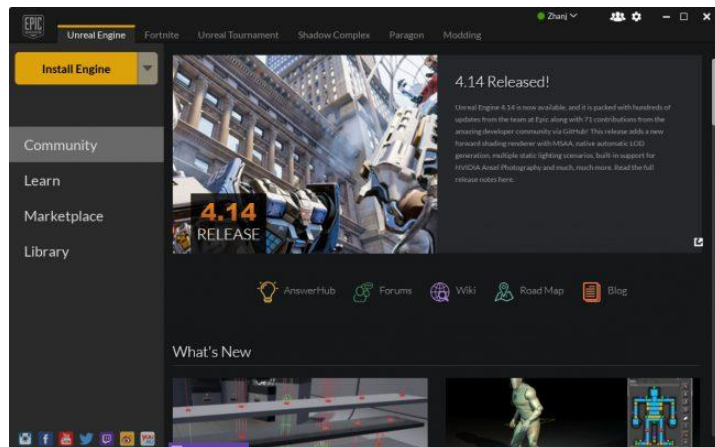 EPIC
Zhanj
Unreal Engine Fortnite Unreal Tournament Shadow Complex Paragon Modding
Install Engine
Community
Learn
Marketplace
Library
4.14
RELEASE
4.14 Released!
Unreal Engine 4.14 is now available, and it is packed with hundreds of
updates from the team at Epic along with 71 contributions from the
amazing developer community via GitHub! This release adds a new
forward shading renderer with MSAA, native automatic LOD
generation, multiple static lighting scenarios, built-in support for
NVIDIA Ansel Photography and much, much more. Read the full
release notes here.
AnswerHub Forums Wiki Road Map Blog
What's New